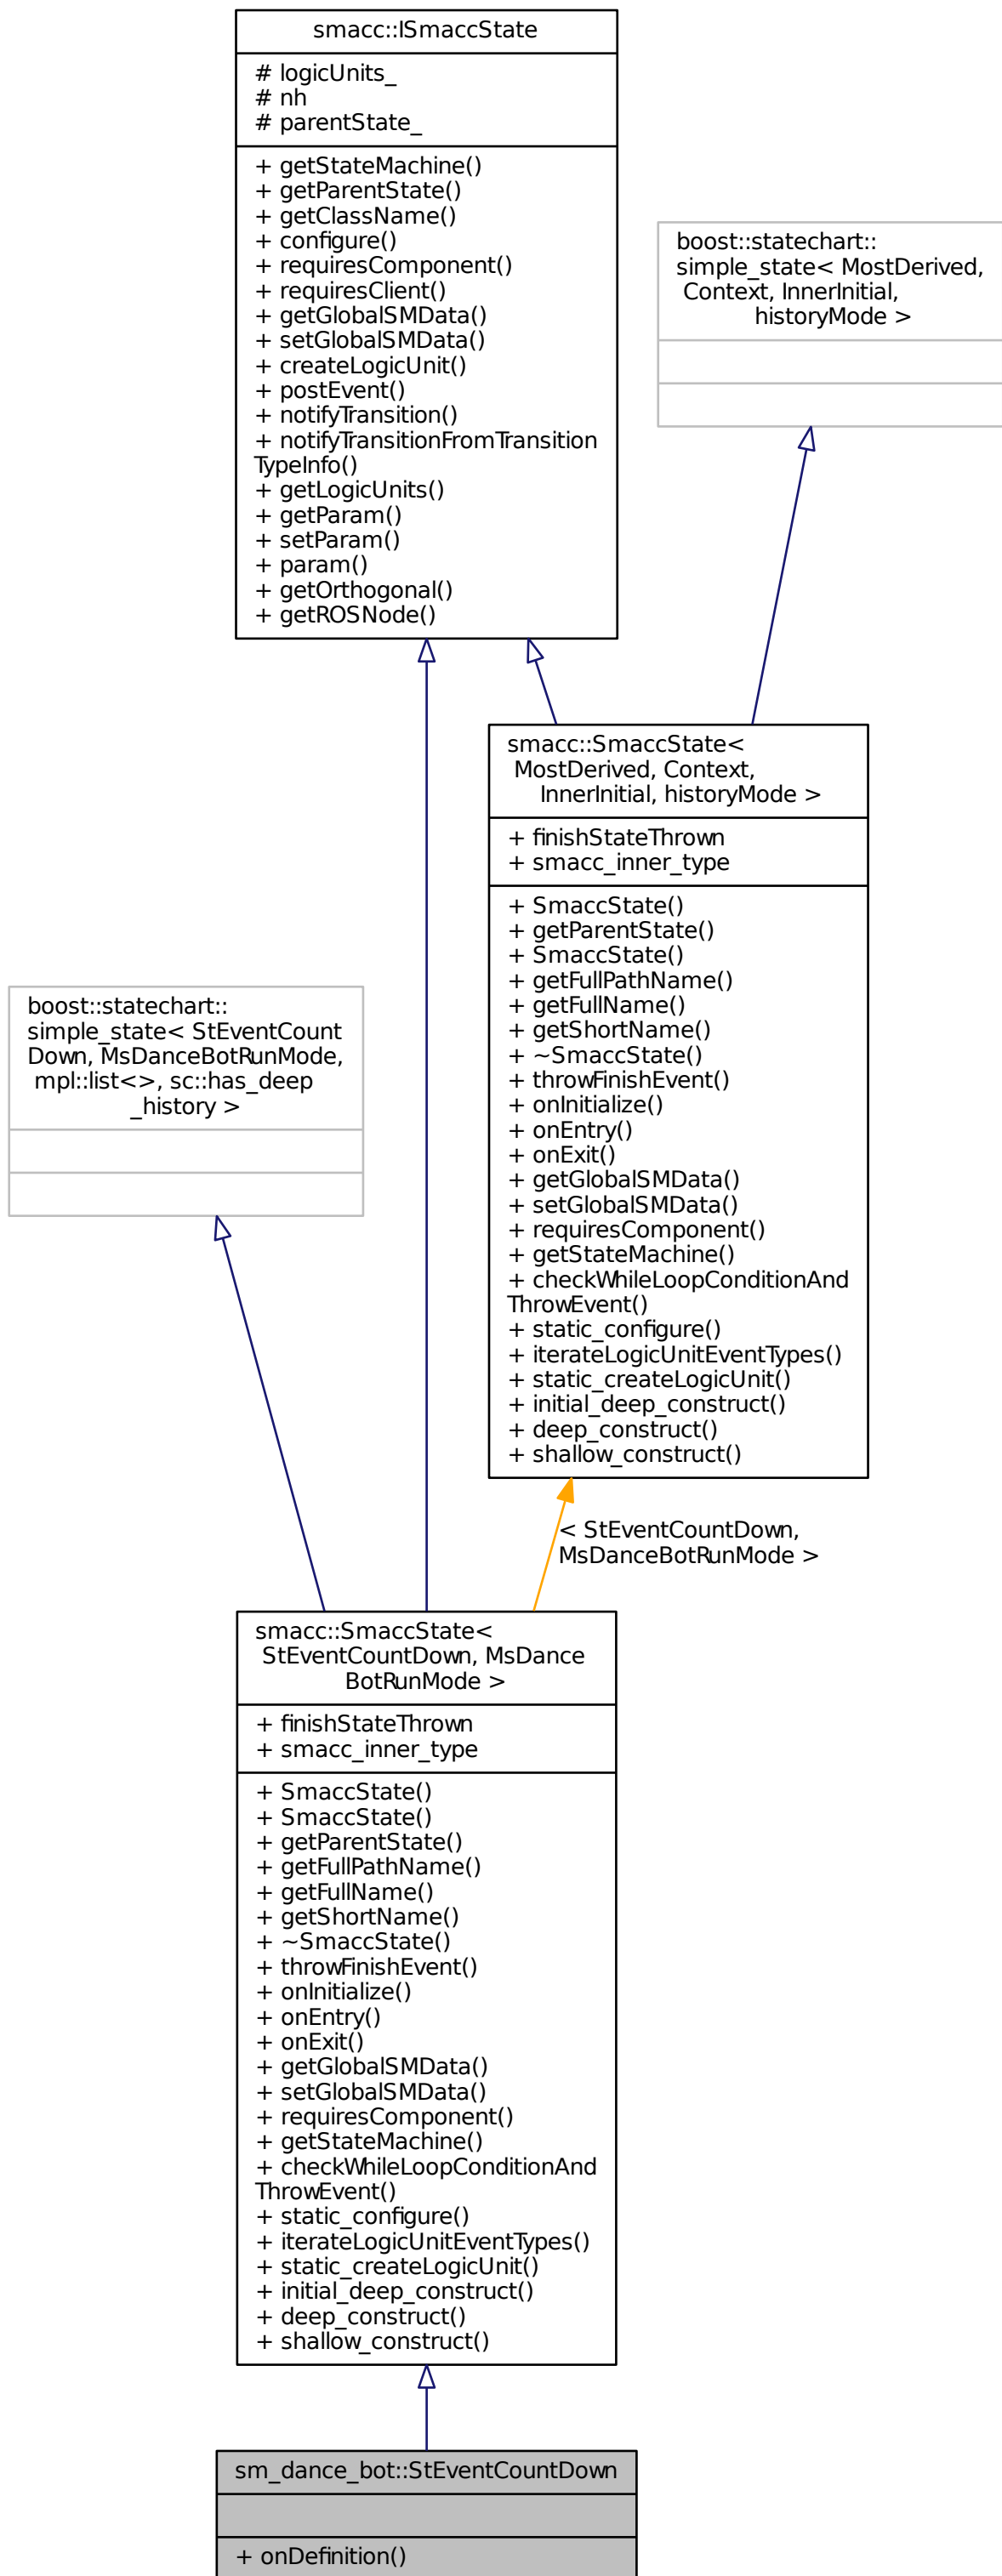 smacc::ISmaccState
# logicUnits_
# nh
# parentState_
+ getStateMachine()
+ getParentState()
+ getClassName()
+ configure()
+ requiresComponent()
+ requiresClient()
+ getGlobalSMData()
+ setGlobalSMData()
+ createLogicUnit()
+ postEvent()
+ notifyTransition()
+ notifyTransitionFromTransition
TypeInfo()
+ getLogicUnits()
+ getParam()
+ setParam()
+ param()
+ getOrthogonal()
+ getROSNode()
boost::statechart::
simple_state< MostDerived,
Context, InnerInitial,
historyMode >
smacc::SmaccState<
MostDerived, Context,
InnerInitial, historyMode >
+ finishStateThrown
+ smacc_inner_type
+ SmaccState()
+ getParentState()
+ SmaccState()
+ getFullPathName()
+ getFullName()
+ getShortName()
+ ~SmaccState()
+ throwFinishEvent()
+ onInitialize()
+ onEntry()
+ onExit()
+ getGlobalSMData()
+ setGlobalSMData()
+ requiresComponent()
+ getStateMachine()
+ checkWhileLoopConditionAnd
ThrowEvent()
+ static_configure()
+ iterateLogicUnitEventTypes()
+ static_createLogicUnit()
+ initial_deep_construct()
+ deep_construct()
+ shallow_construct()
boost::statechart::
simple_state< StEventCount
Down, MsDanceBotRunMode,
mpl::list<>, sc::has_deep
_history >
< StEventCountDown,
MsDanceBotRunMode >
smacc::SmaccState<
StEventCountDown, MsDance
BotRunMode >
+ finishStateThrown
+ smacc_inner_type
+ SmaccState()
+ SmaccState()
+ getParentState()
+ getFullPathName()
+ getFullName()
+ getShortName()
+ ~SmaccState()
+ throwFinishEvent()
+ onInitialize()
+ onEntry()
+ onExit()
+ getGlobalSMData()
+ setGlobalSMData()
+ requiresComponent()
+ getStateMachine()
+ checkWhileLoopConditionAnd
ThrowEvent()
+ static_configure()
+ iterateLogicUnitEventTypes()
+ static_createLogicUnit()
+ initial_deep_construct()
+ deep_construct()
+ shallow_construct()
sm_dance_bot::StEventCountDown
+ onDefinition()